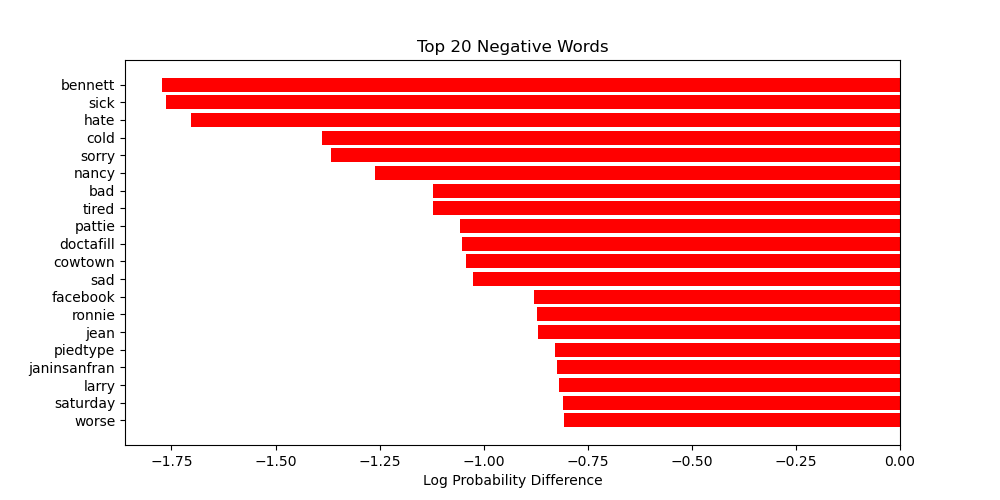 Top 20 Negative Words
bennett
sick
hate
cold
sorry
nancy
bad
tired
pattie
doctafill
cowtown
sad
facebook
ronnie
jean
piedtype
janinsanfran
larry
saturday
worse
−1.75 −1.50 −1.25 −1.00 −0.75 −0.50 −0.25 0.00
Log Probability Difference